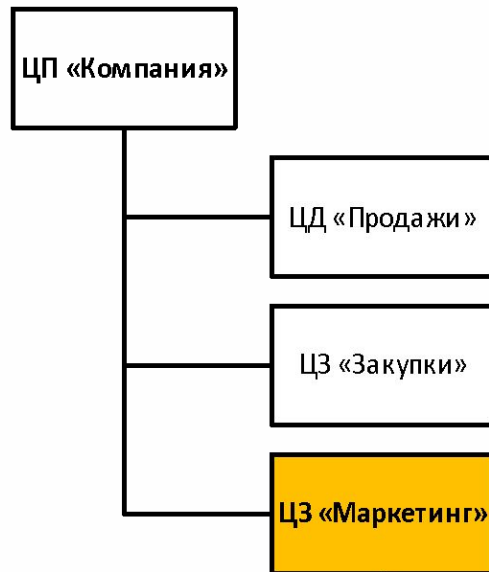 ЦП «Компания»
ЦД «Продажи»
ЦЗ «Закупки»
ЦЗ «Маркетинг»